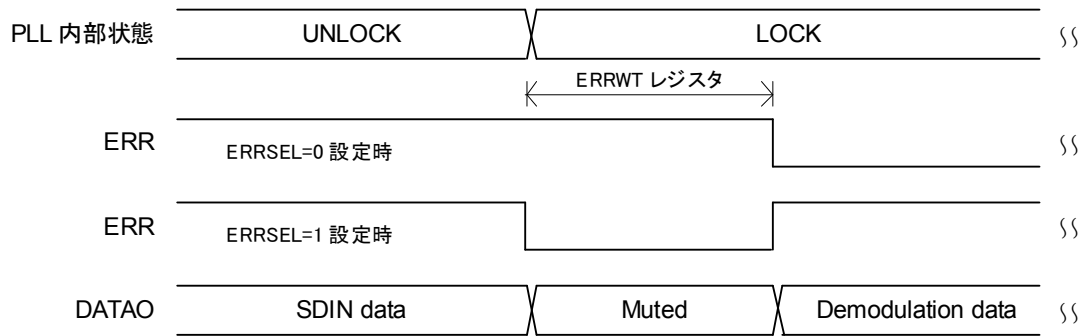 PLL 内部状態 UNLOCK LOCK
ERRWT レジスタ
ERR ERRSEL=0 設定時
ERR ERRSEL=1 設定時
DATAO SDIN data Muted Demodulation data